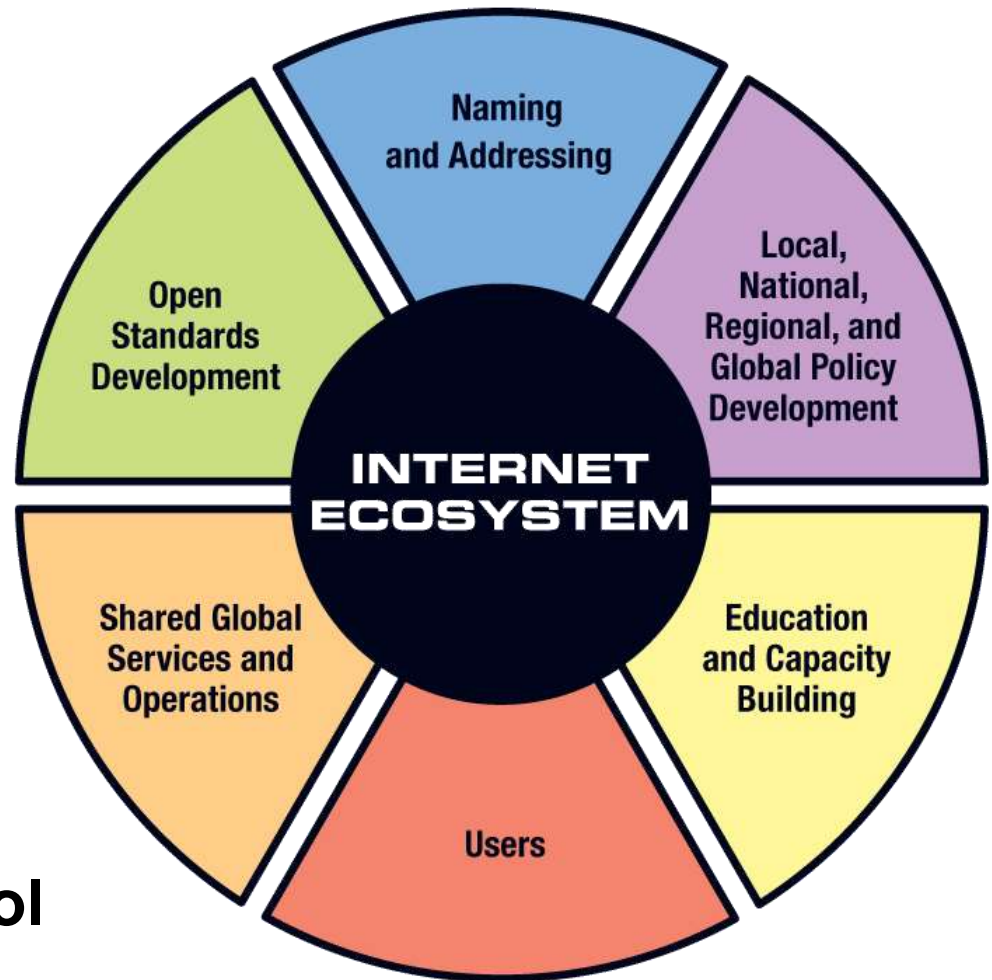 Naming
and Addressing
Local,
National,
Regional, and
Global Policy
Development
Open
Standards
Development
INTERNET
ECOSYSTEM
Shared Global
Services and
Operations
Education
and Capacity
Building
Users
ol